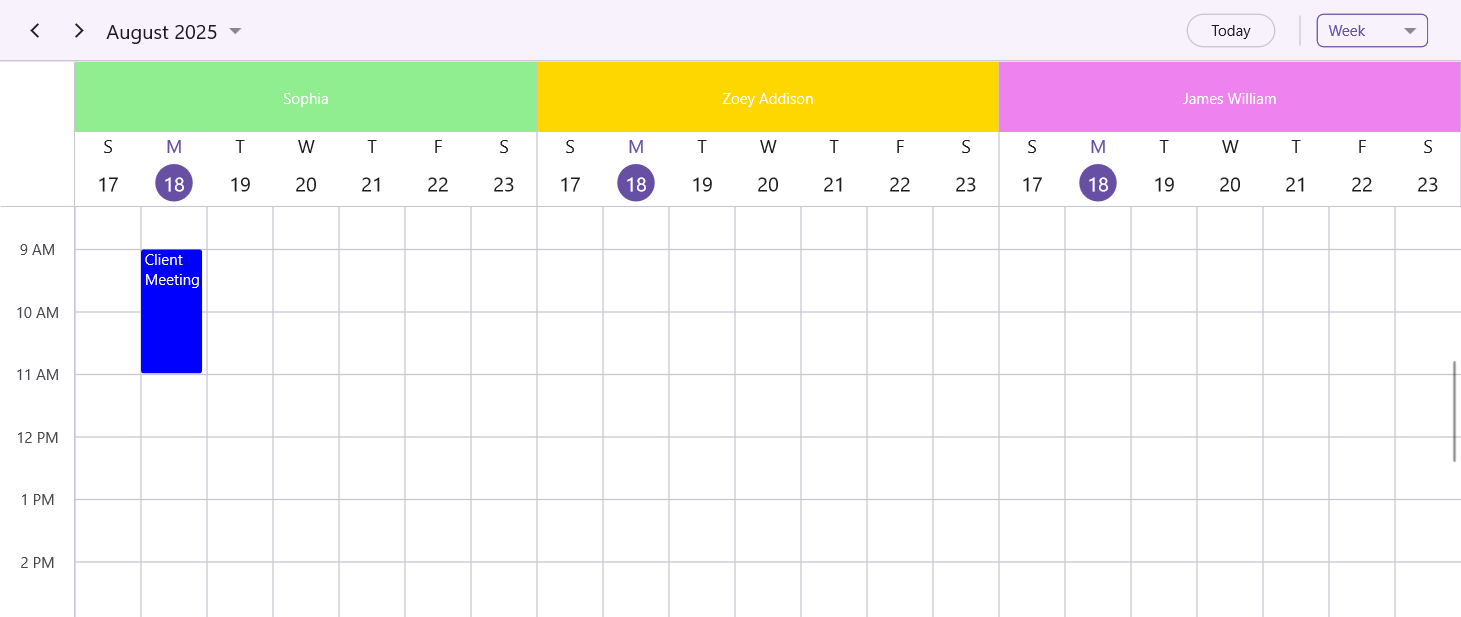 August 2025
Today
Week
Sophia
Zoey Addison
James William
S M T W T F S S M T W T F S S M T W T F S
17 18 19 20 21 22 23 17 18 19 20 21 22 23 17 18 19 20 21 22 23
9 AM
Client
Meeting
10 AM
11 AM
12 PM
1 PM
2 PM